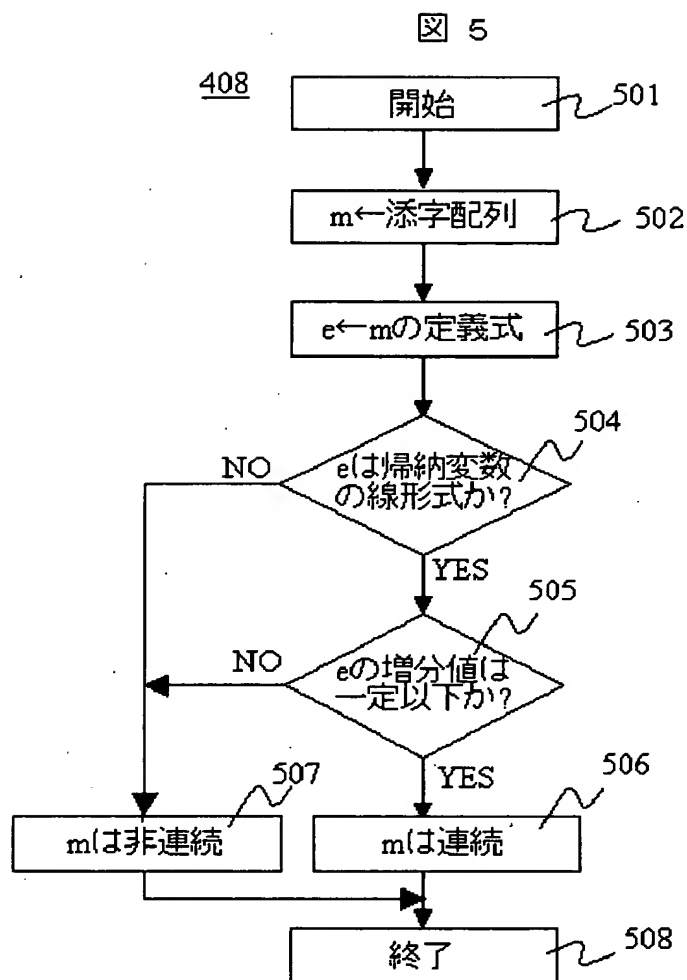 図 5
408
開始
501
m←添字配列
502
e←mの定義式
503
504
eは帰納変数
の線形式か?
NO
YES
505
eの増分値は
一定以下か?
NO
YES
507
506
mは非連続
mは連続
終了
508